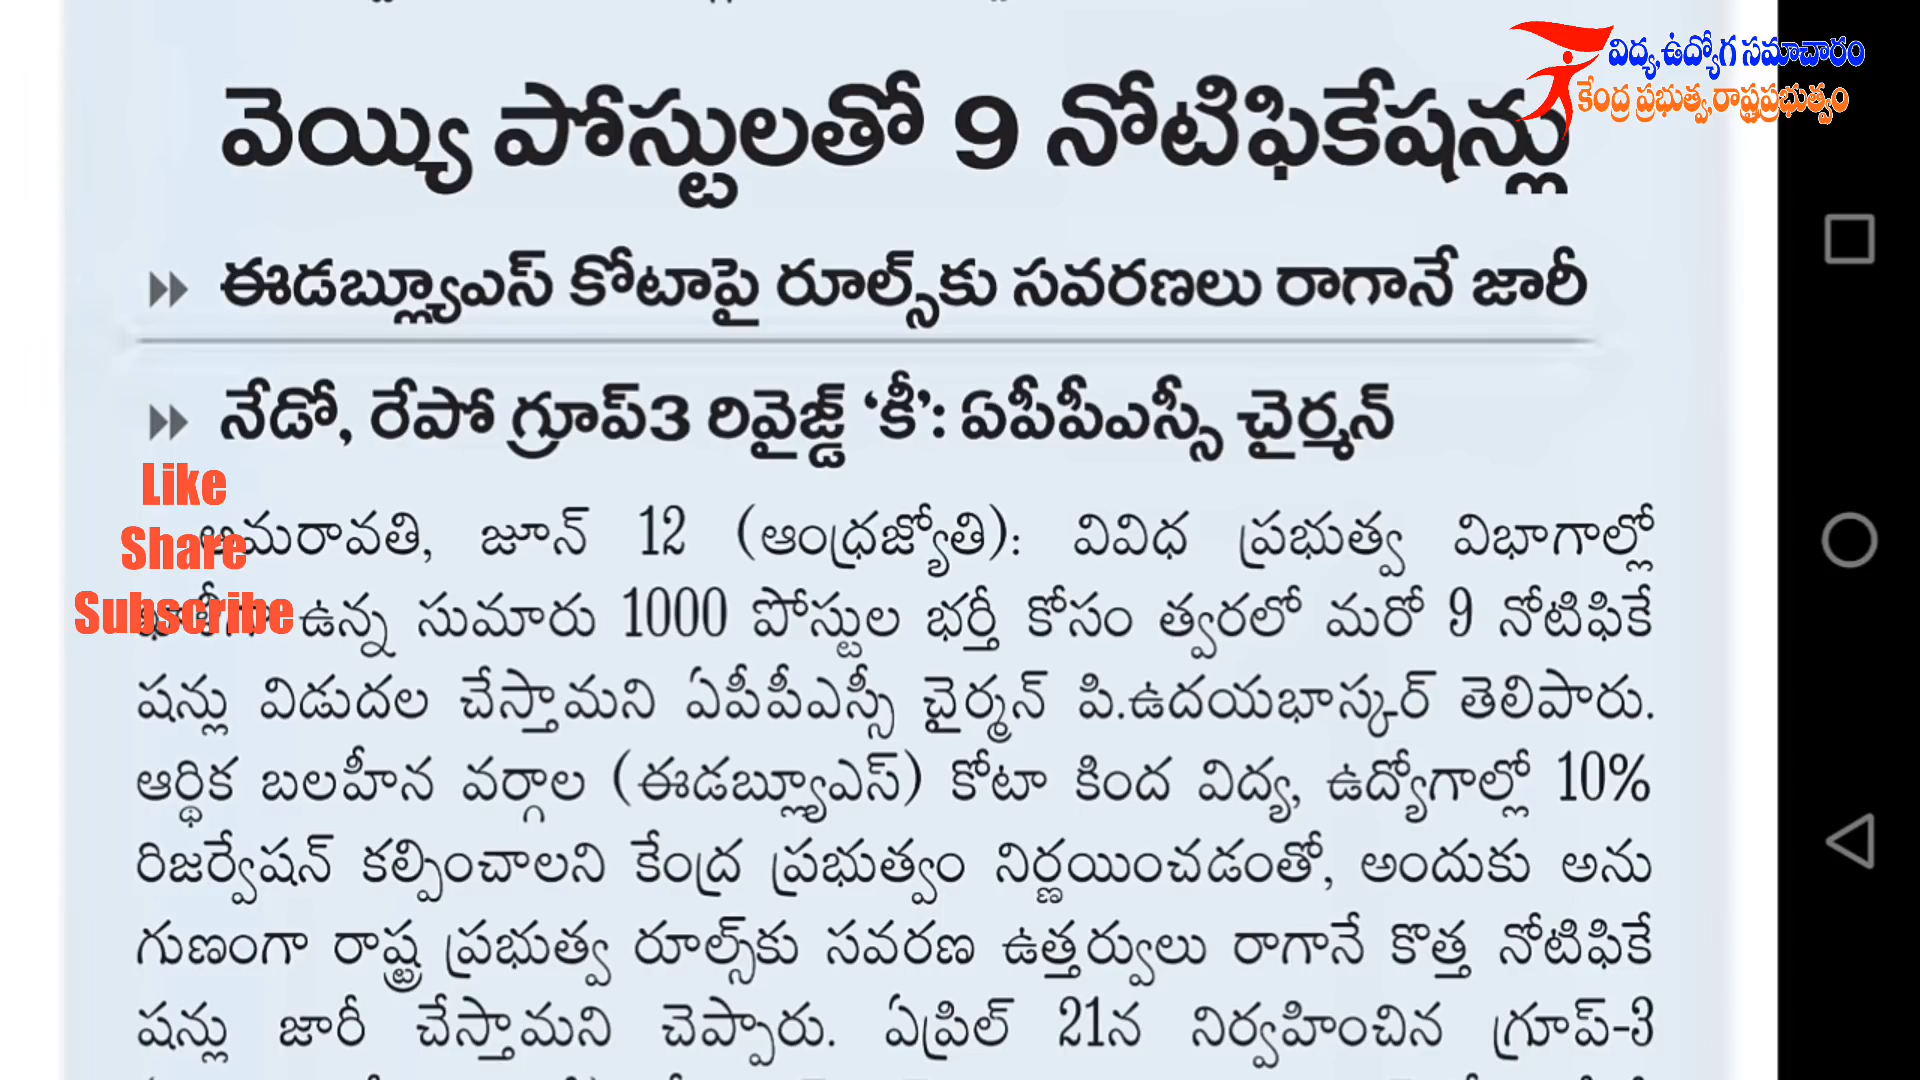 విద్య, ఉద్యోగ సమాచారం
కేంద్ర ప్రభుత్వ, రాష్ట్రప్రభుత్వం
వెయ్యి పోస్టులతో 9 నోటిఫికేషన్లు
ఈడబ్ల్యూఎస్ కోటాపై రూల్స్‌కు సవరణలు రాగానే జారీ
నేడో, రేపో గ్రూప్3 రివైజ్డ్ ‘కీ’: ఏపీపీఎస్సీ చైర్మన్
Like
Share
Subscribe
అమరావతి, జూన్ 12 (ఆంధ్రజ్యోతి): వివిధ ప్రభుత్వ విభాగాల్లో
ఉన్న సుమారు 1000 పోస్టుల భర్తీ కోసం త్వరలో మరో 9 నోటిఫికే
షన్లు విడుదల చేస్తామని ఏపీపీఎస్సీ చైర్మన్ పి.ఉదయభాస్కర్ తెలిపారు.
ఆర్థిక బలహీన వర్గాల (ఈడబ్ల్యూఎస్) కోటా కింద విద్య, ఉద్యోగాల్లో 10%
రిజర్వేషన్ కల్పించాలని కేంద్ర ప్రభుత్వం నిర్ణయించడంతో, అందుకు అను
గుణంగా రాష్ట్ర ప్రభుత్వ రూల్స్‌కు సవరణ ఉత్తర్వులు రాగానే కొత్త నోటిఫికే
షన్లు జారీ చేస్తామని చెప్పారు. ఏప్రిల్ 21న నిర్వహించిన గ్రూప్-3